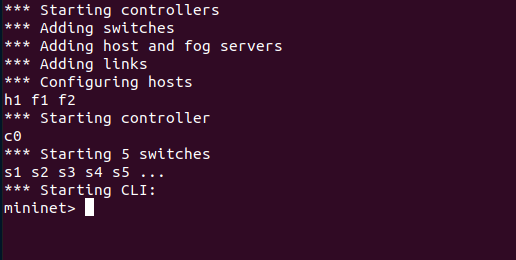 *** Starting controllers
*** Adding switches
*** Adding host and fog servers
*** Adding links
*** Configuring hosts
h1 f1 f2
*** Starting controller
c0
*** Starting 5 switches
s1 s2 s3 s4 s5 ...
*** Starting CLI:
mininet>